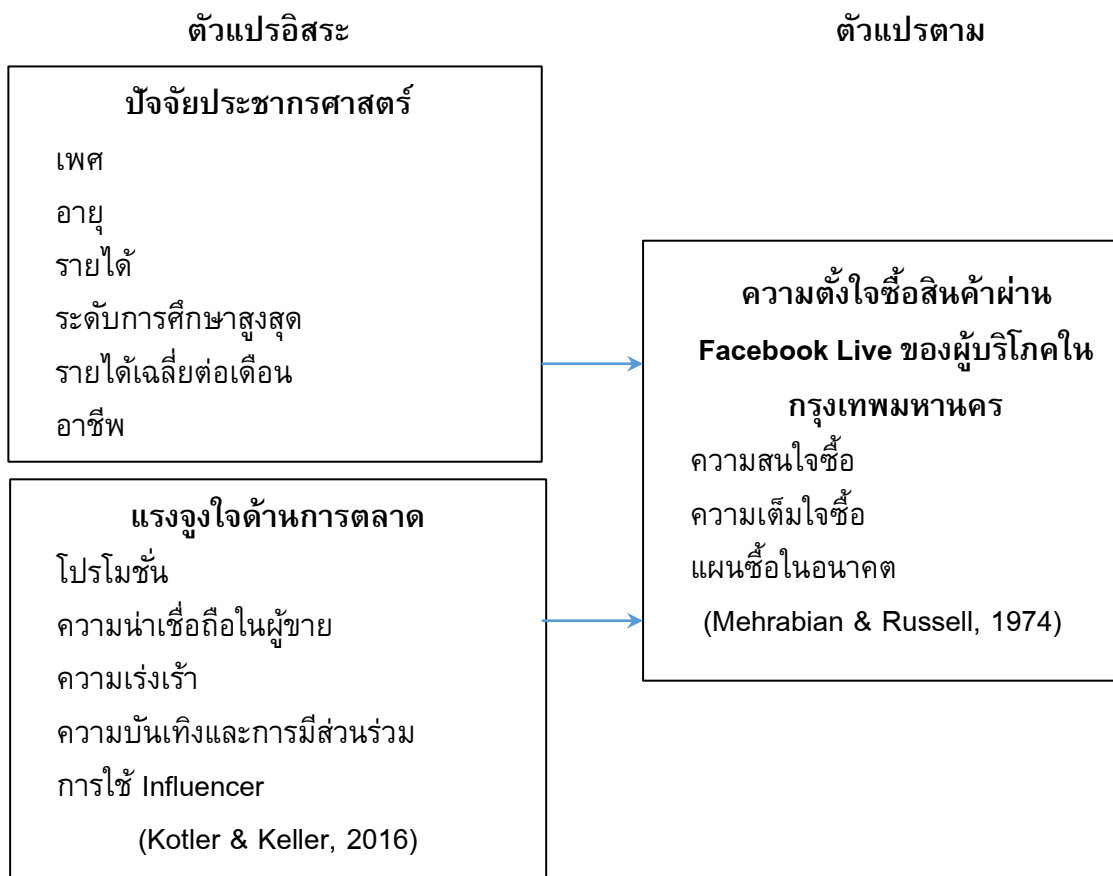 ตัวแปรอิสระ
ตัวแปรตาม
ปัจจัยประชากรศาสตร์
เพศ
อายุ
รายได้
ระดับการศึกษาสูงสุด
รายได้เฉลี่ยต่อเดือน
อาชีพ
แรงจูงใจด้านการตลาด
โปรโมชั่น
ความน่าเชื่อถือในผู้ขาย
ความเร่งเร้า
ความบันเทิงและการมีส่วนร่วม
การใช้ Influencer
(Kotler & Keller, 2016)
ความตั้งใจซื้อสินค้าผ่าน
Facebook Live ของผู้บริโภคใน
กรุงเทพมหานคร
ความสนใจซื้อ
ความเต็มใจซื้อ
แผนซื้อในอนาคต
(Mehrabian & Russell, 1974)